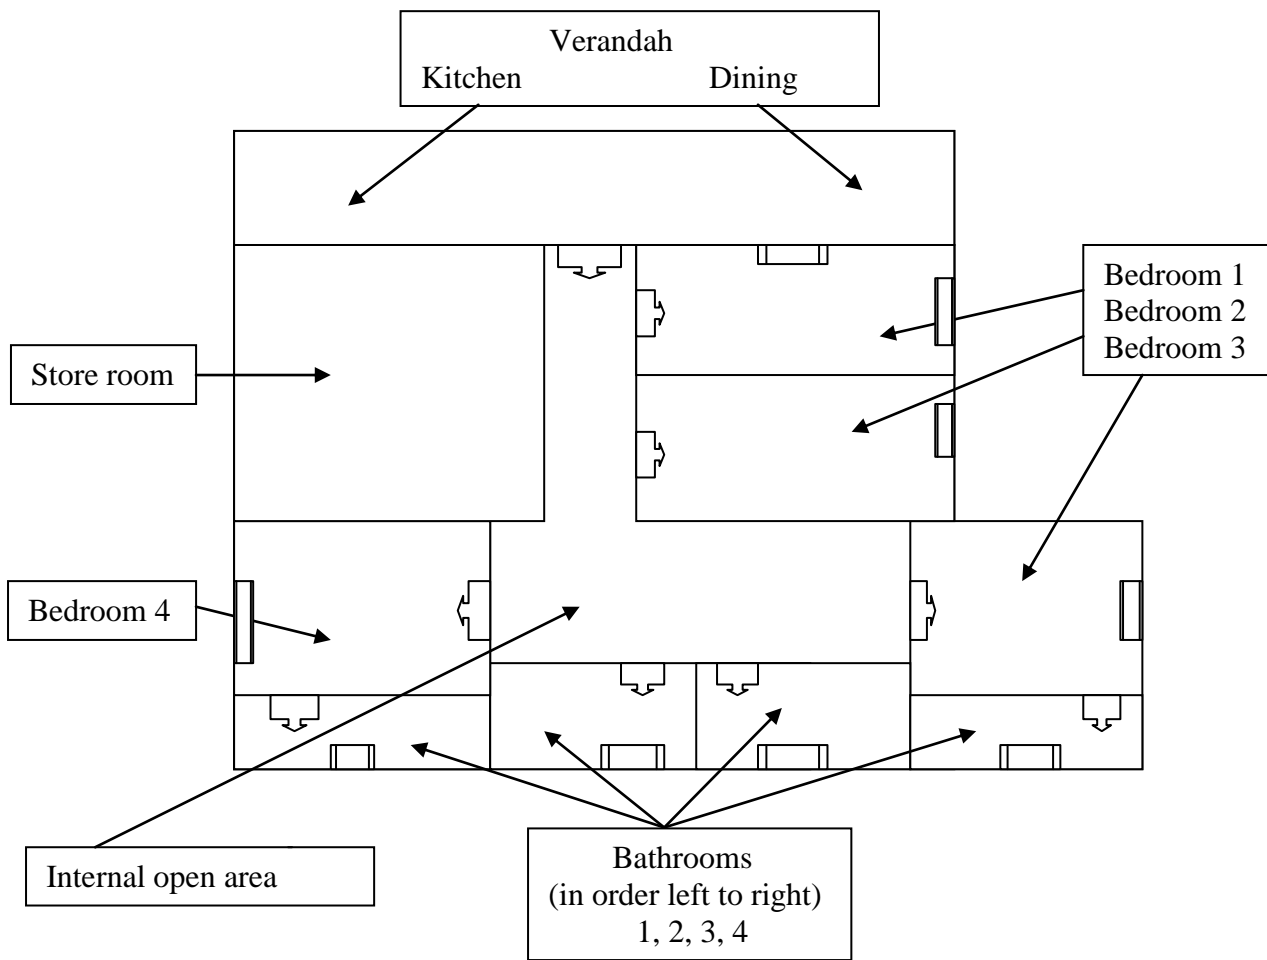 Verandah
Kitchen Dining
Bedroom 1
Bedroom 2
Bedroom 3
Store room
Bedroom 4
Internal open area
Bathrooms
(in order left to right)
1, 2, 3, 4